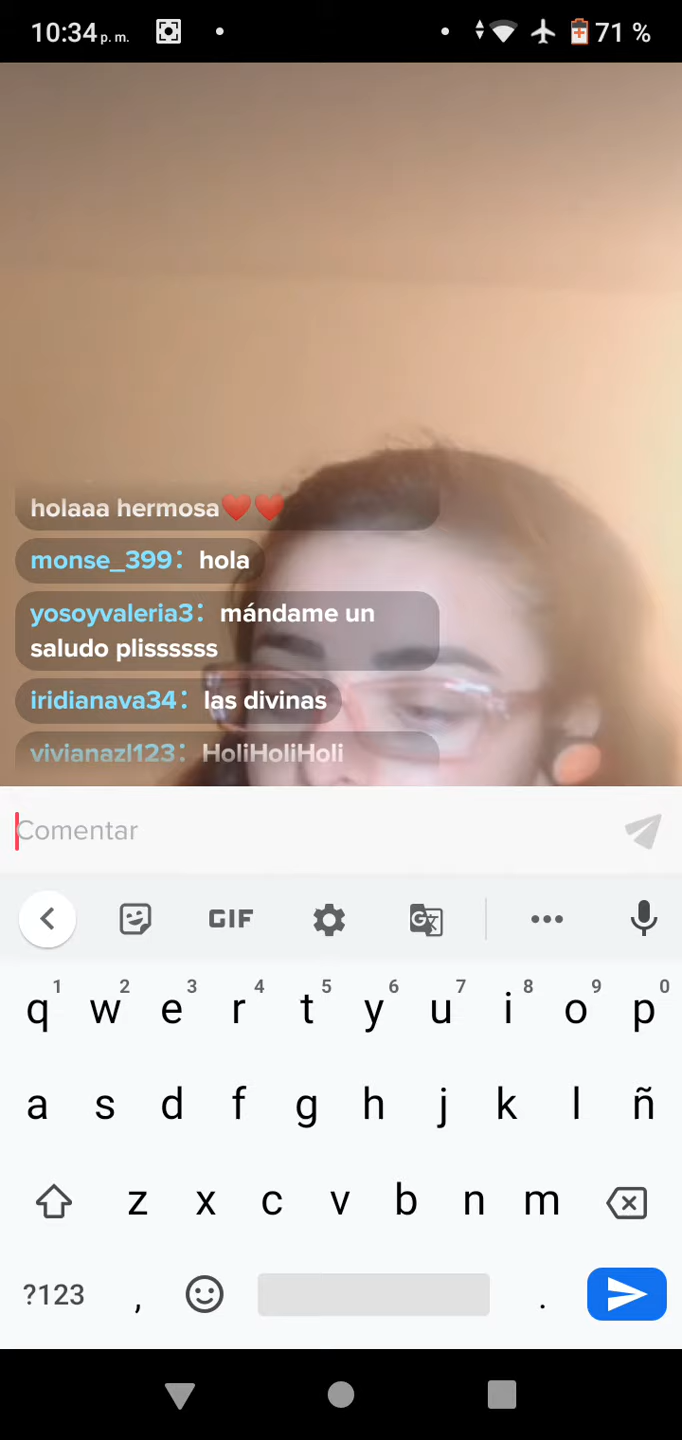 10:34 p. m. 71 %
holaaa hermosa❤️❤️
monse_399: hola
yosoyvaleria3: mándame un
saludo plissssss
iridianava34: las divinas
vivianazl123: HoliHoliHoli
Comentar
GIF
1 2 3 4 5 6 7 8 9 0
q w e r t y u i o p
a s d f g h j k l ñ
z x c v b n m
?123 , .